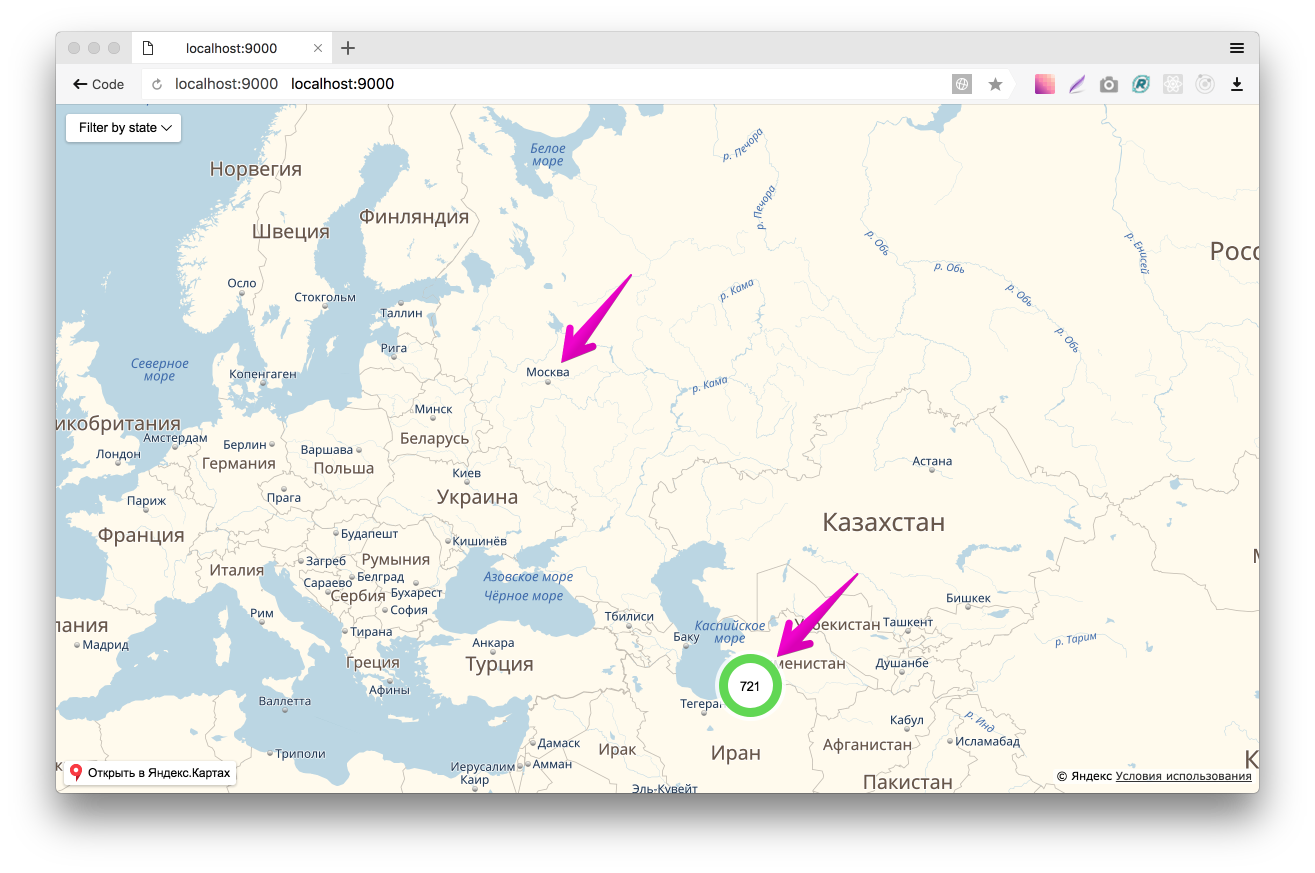 localhost:9000
Code
localhost:9000 localhost:9000
Filter by state
Норвегия
Белое
море
р. Печора
р. Печора
Финляндия
Швеция
р. Обь
р. Обь
р. Обь
р. Обь
р. Енисей
Росс
Осло
Стокгольм
Таллин
р. Кама
Рига
Северное
море
Копенгаген
Москва
р. Кама
Минск
икобритания
Амстердам
Беларусь
Лондон
Берлин
Варшава
Германия
Польша
Астана
Киев
Прага
Украина
Париж
Франция
Казахстан
Будапешт
Кишинёв
Загреб
Румыния
Италия
Сараево
Белград
Азовское море
Бухарест
Чёрное море
Сербия
София
Бишкек
Рим
Тбилиси
Ташкент
Каспийское
море
Баку
бекистан
пания
Мадрид
Тирана
Анкара
р. Тарим
Греция
Турция
менистан
Душанбе
Афины
721
Валлетта
Тегеран
Кабул
р. Инд
Исламабад
Дамаск
Ирак
Иран
Афганистан
Триполи
Иерусалим
Амман
Каир
Пакистан
Эль-Кувейт
Открыть в Яндекс.Картах
© Яндекс Условия использования